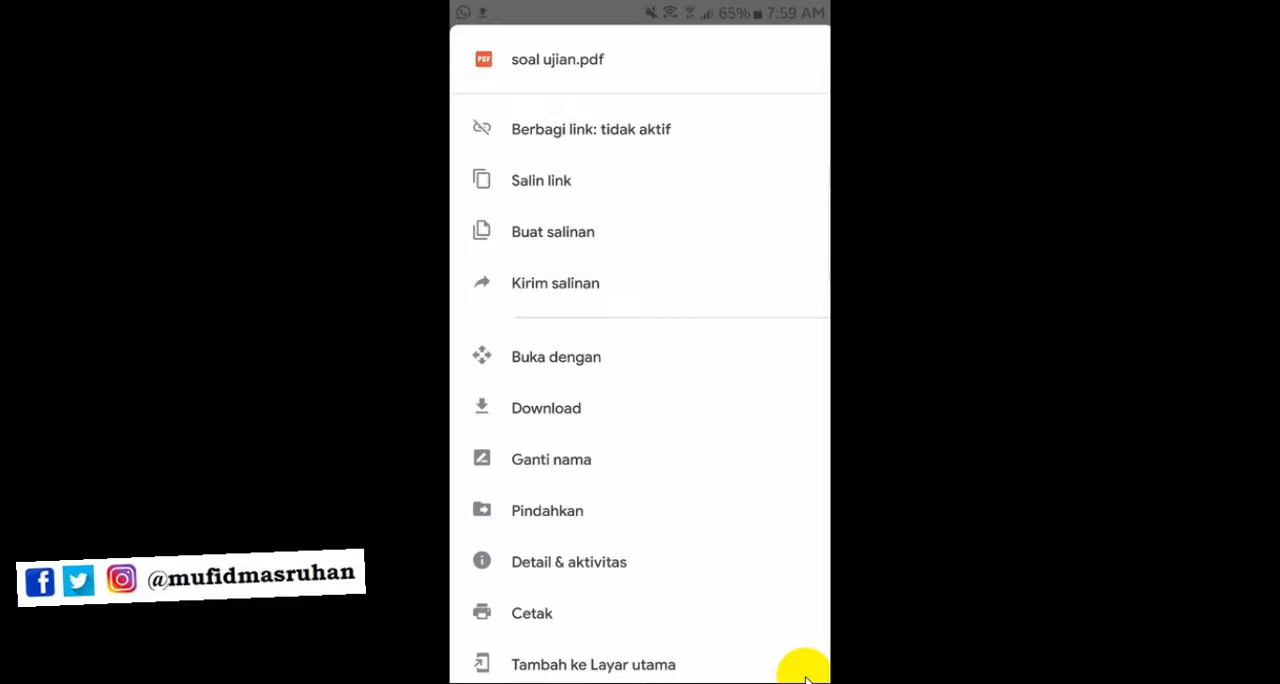 65% 7:59 AM
PDF soal ujian.pdf
Berbagi link: tidak aktif
Salin link
Buat salinan
Kirim salinan
Buka dengan
Download
Ganti nama
Pindahkan
Detail & aktivitas
Cetak
Tambah ke Layar utama
@mufidmasruhan